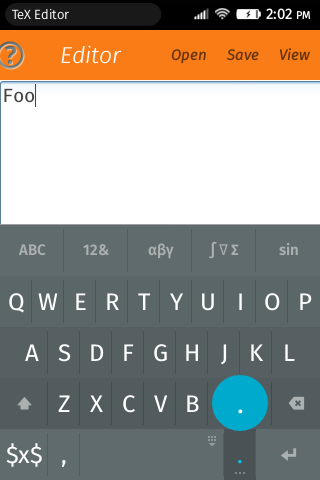 TeX Editor 2:02 PM
? Editor Open Save View
Foo
ABC 12& αβγ ∫∇Σ sin
Q W E R T Y U I O P
A S D F G H J K L
Z X C V B .
$x$ , .